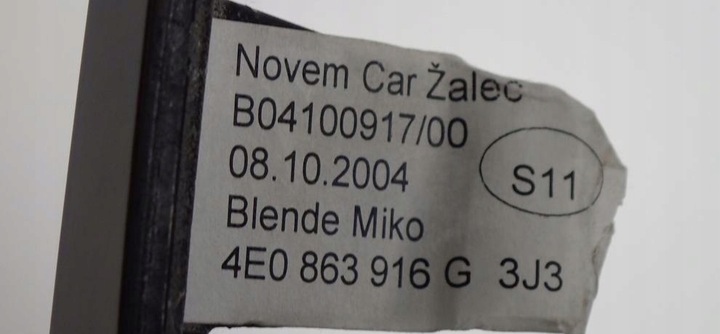 Novem Car Žalec
B04100917/00
08.10.2004
S11
Blende Miko
4E0 863 916 G 3J3